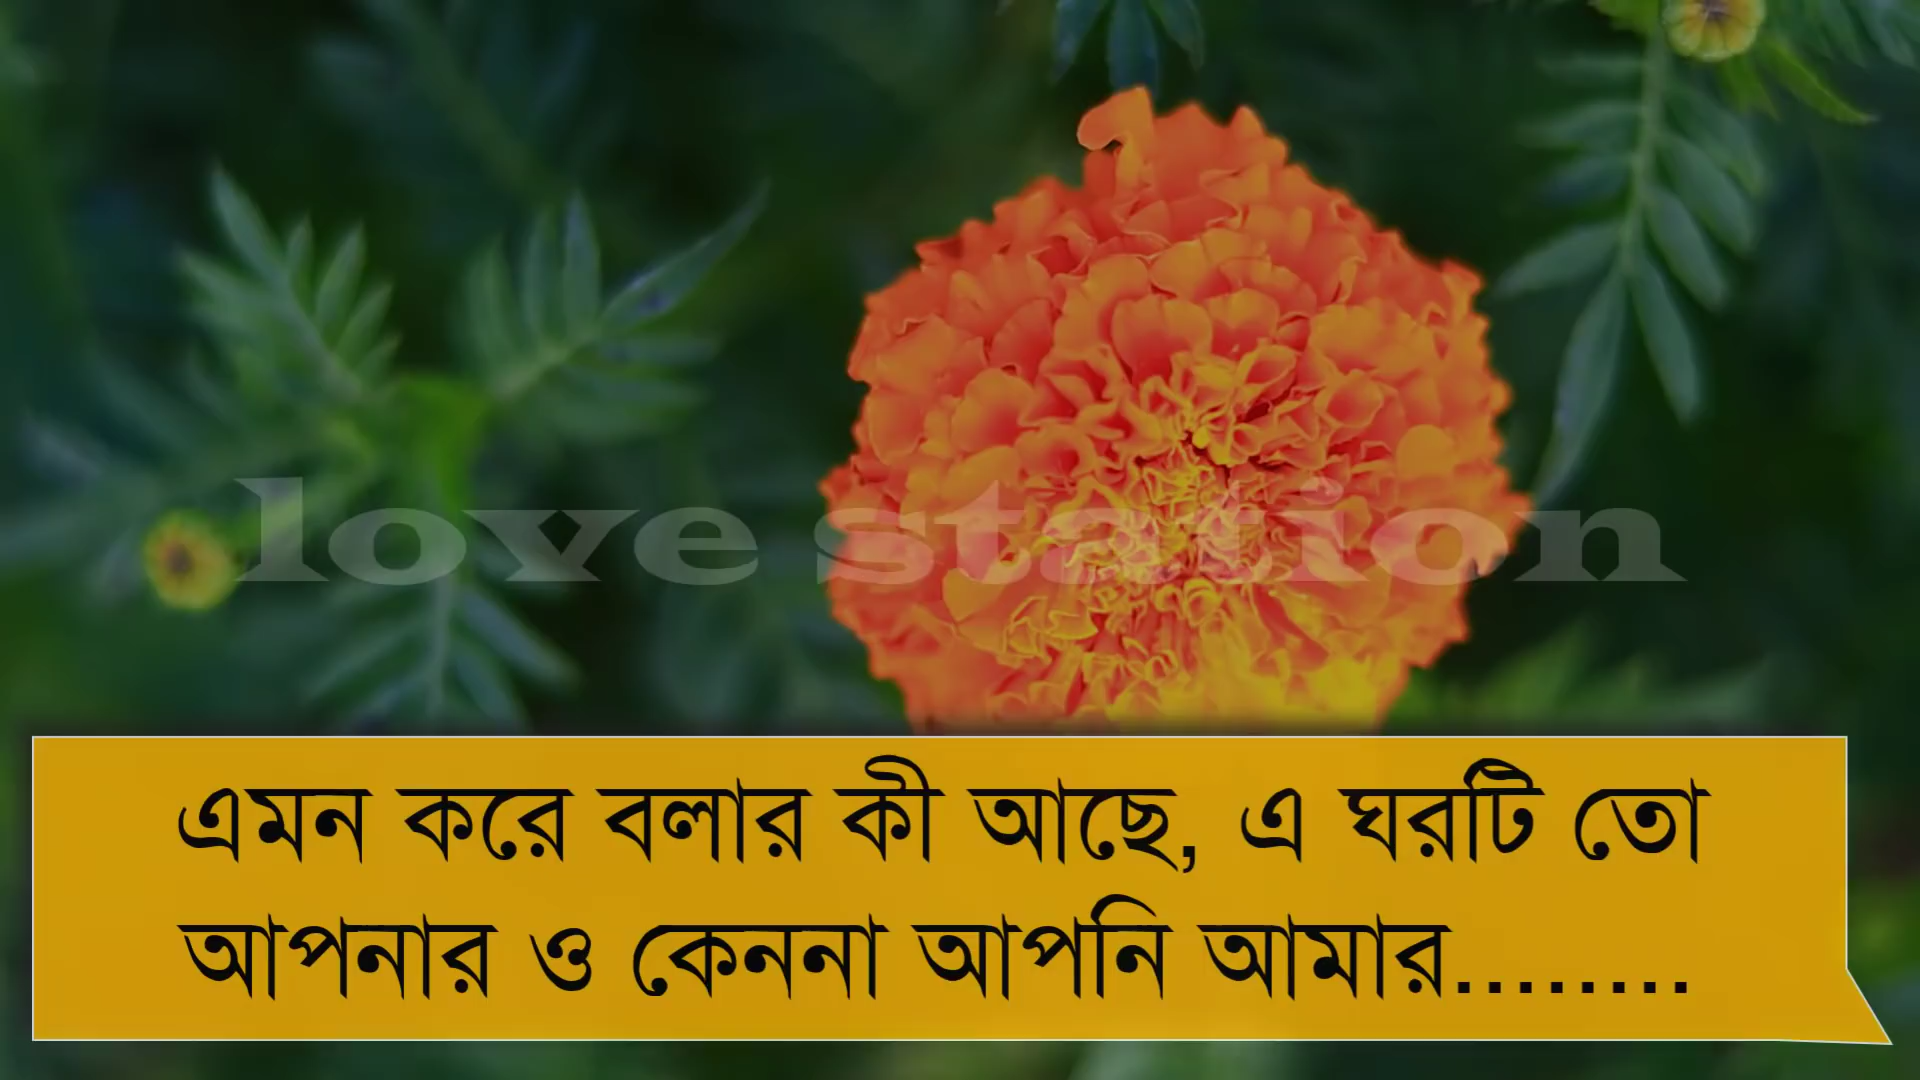 love station
এমন করে বলার কী আছে, এ ঘরটি তো
আপনার ও কেননা আপনি আমার........